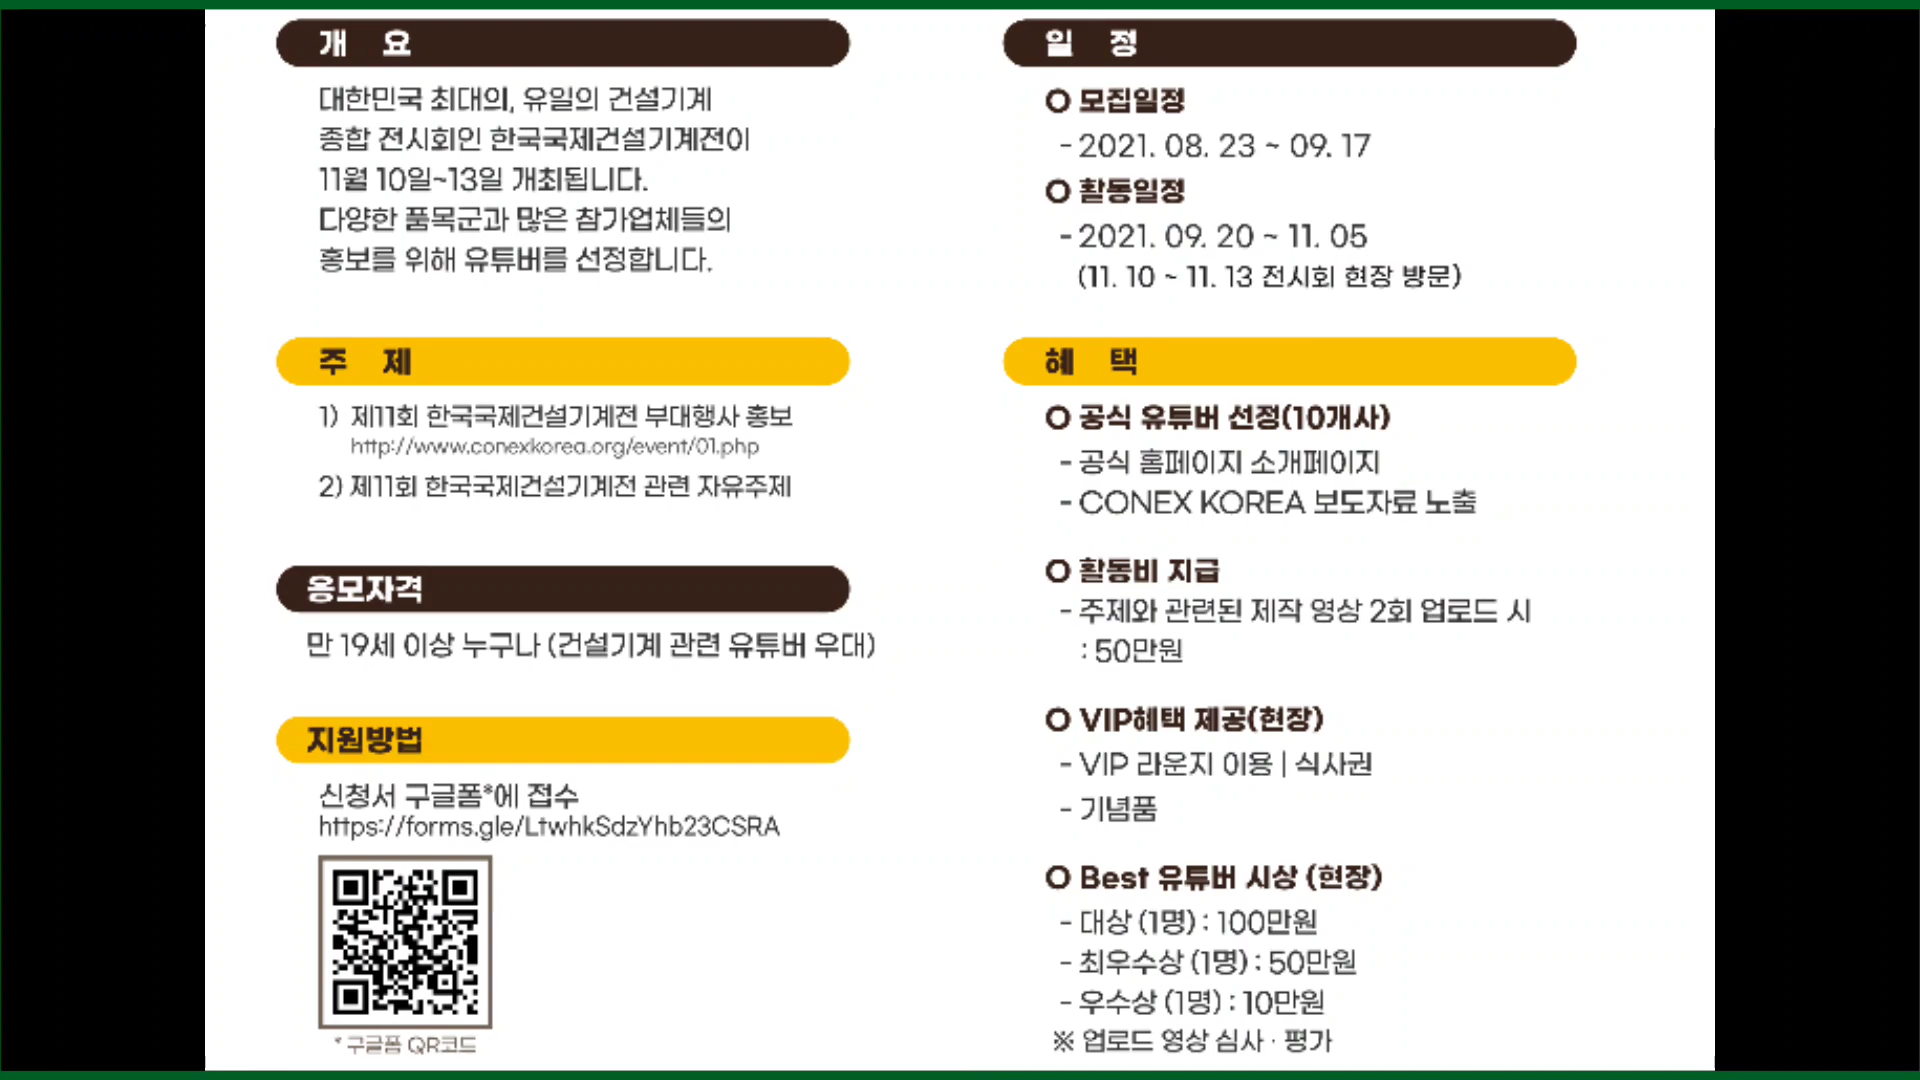 개 요
대한민국 최대의, 유일의 건설기계
종합 전시회인 한국국제건설기계전이
11월 10일~13일 개최됩니다.
다양한 품목군과 많은 참가업체들의
홍보를 위해 유튜버를 선정합니다.
주 제
1) 제11회 한국국제건설기계전 부대행사 홍보
http://www.conexkorea.org/event/01.php
2) 제11회 한국국제건설기계전 관련 자유주제
응모자격
만 19세 이상 누구나 (건설기계 관련 유튜버 우대)
지원방법
신청서 구글폼*에 접수
https://forms.gle/LtwhkSdzYhb23CSRA
* 구글폼 QR코드
일 정
O 모집일정
- 2021. 08. 23 ~ 09. 17
O 활동일정
- 2021. 09. 20 ~ 11. 05
(11. 10 ~ 11. 13 전시회 현장 방문)
혜 택
O 공식 유튜버 선정(10개사)
- 공식 홈페이지 소개페이지
- CONEX KOREA 보도자료 노출
O 활동비 지급
- 주제와 관련된 제작 영상 2회 업로드 시
: 50만원
O VIP혜택 제공(현장)
- VIP 라운지 이용 | 식사권
- 기념품
O Best 유튜버 시상 (현장)
- 대상 (1명) : 100만원
- 최우수상 (1명) : 50만원
- 우수상 (1명) : 10만원
※ 업로드 영상 심사 · 평가